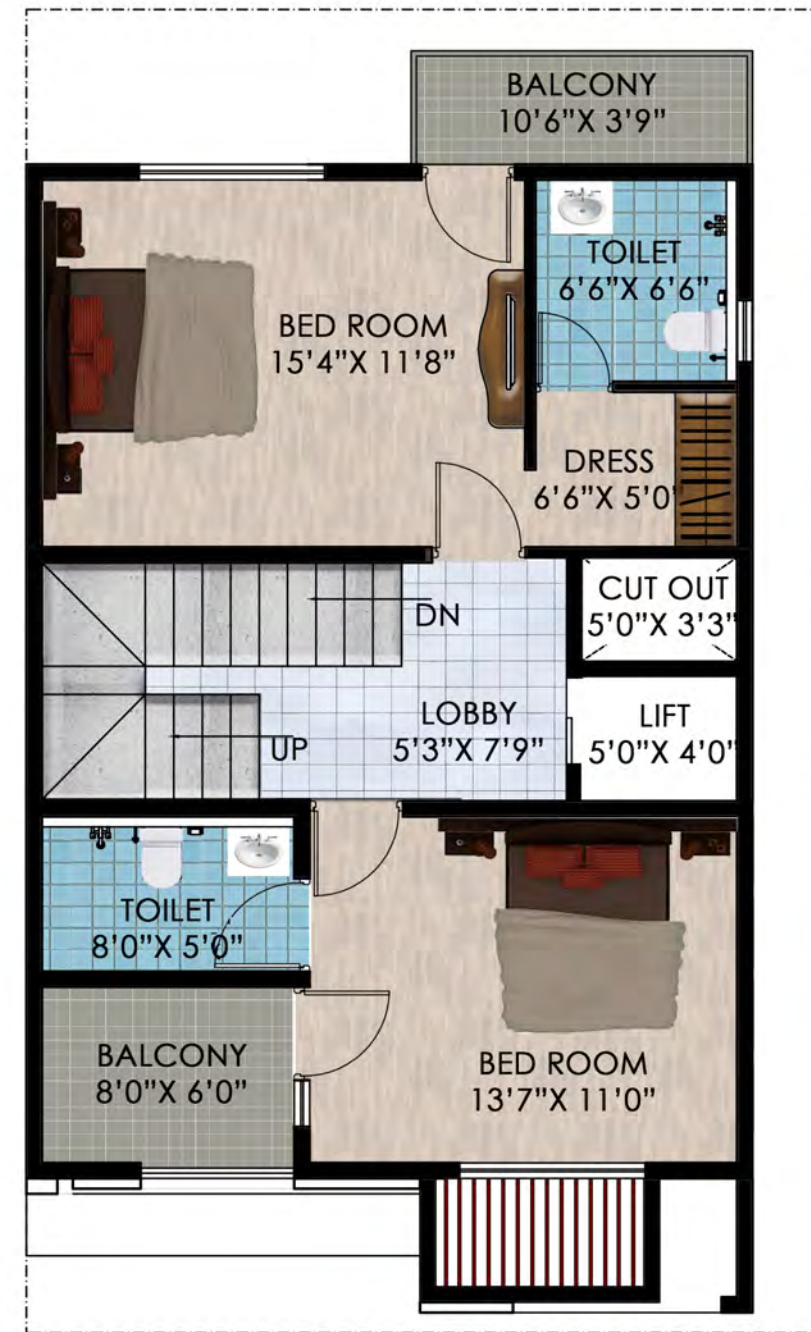 BALCONY
10'6"X 3'9"
TOILET
6'6"X 6'6"
BED ROOM
15'4"X 11'8"
DRESS
6'6"X 5'0"
CUT OUT
5'0"X 3'3"
DN
LOBBY
5'3"X 7'9"
LIFT
5'0"X 4'0"
UP
TOILET
8'0"X 5'0"
BALCONY
8'0"X 6'0"
BED ROOM
13'7"X 11'0"